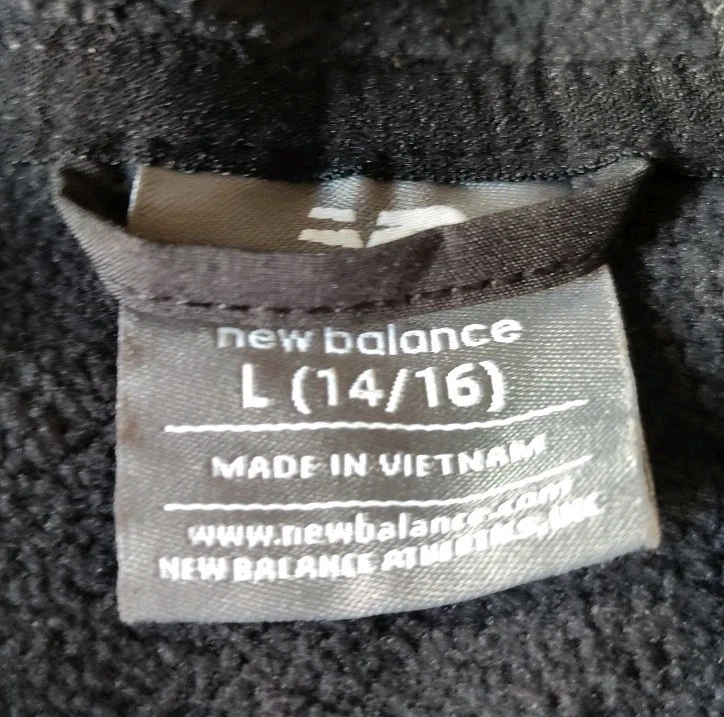 new balance
L (14/16)
MADE IN VIETNAM
www.newbalance.com
NEW BALANCE ATHLETICS, INC